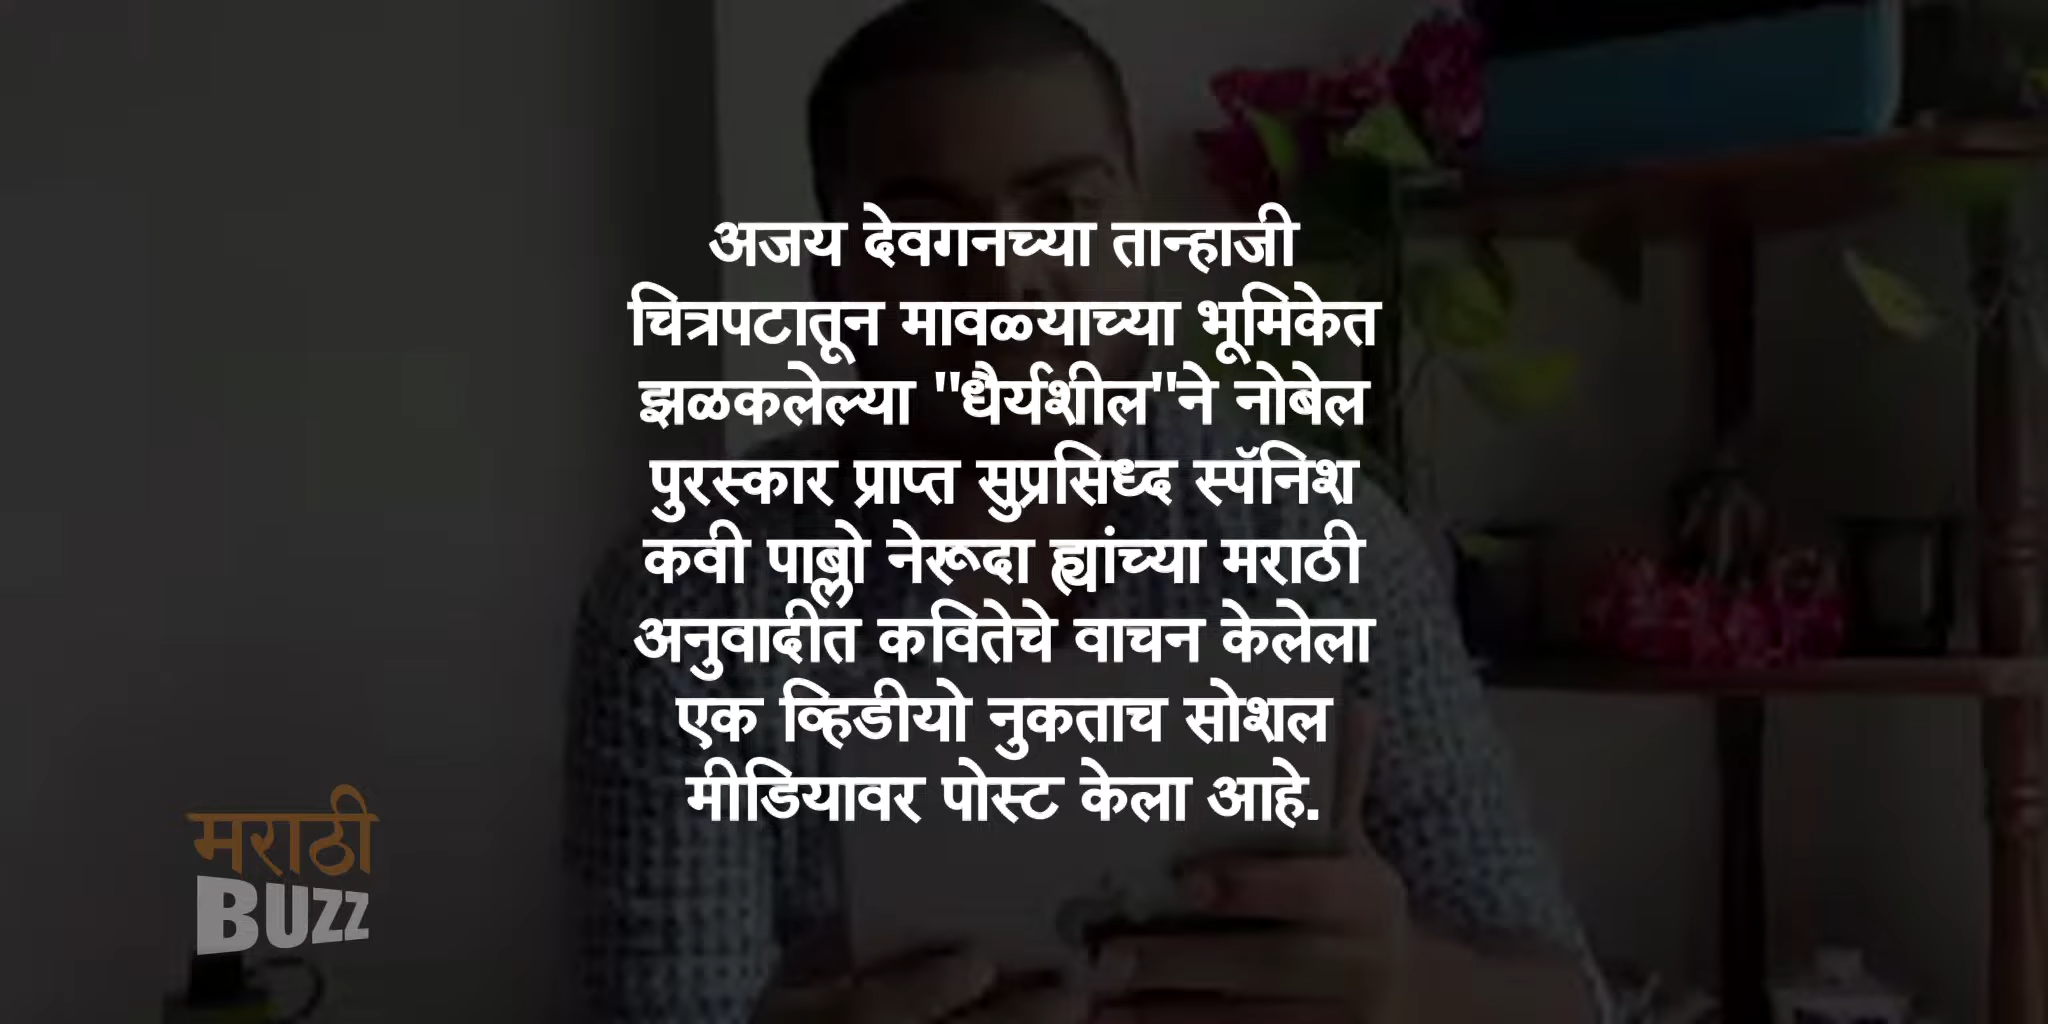 अजय देवगनच्या तान्हाजी
चित्रपटातून मावळयाच्या भूमिकेत
झळकलेल्या "धैर्यशील"ने नोबेल
पुरस्कार प्राप्त सुप्रसिध्द स्पॅनिश
कवी पाब्लो नेरूदा ह्यांच्या मराठी
अनुवादीत कवितेचे वाचन केलेला
एक व्हिडीयो नुकताच सोशल
मीडियावर पोस्ट केला आहे.
मराठी
BUZZ